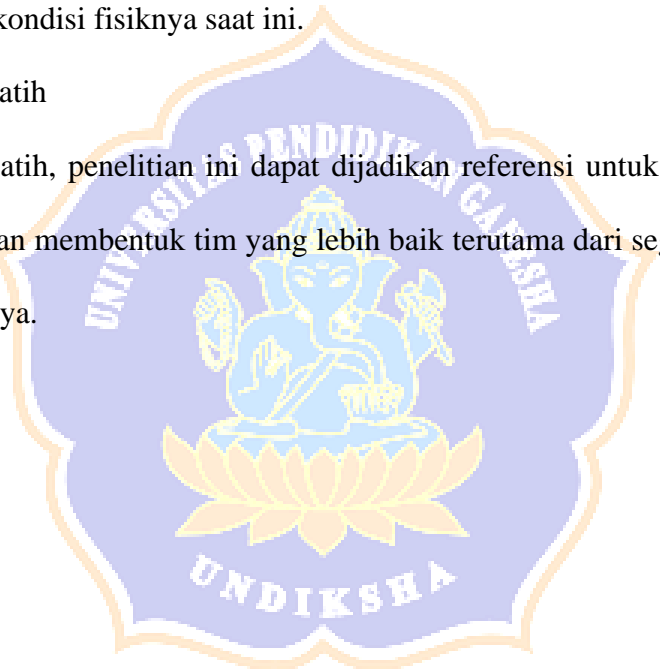 kondisi fisiknya saat ini.
atih
atih, penelitian ini dapat dijadikan referensi untuk
an membentuk tim yang lebih baik terutama dari seg
ya.
UNIVERSITAS PENDIDIKAN GANESHA
UNDIKSHA